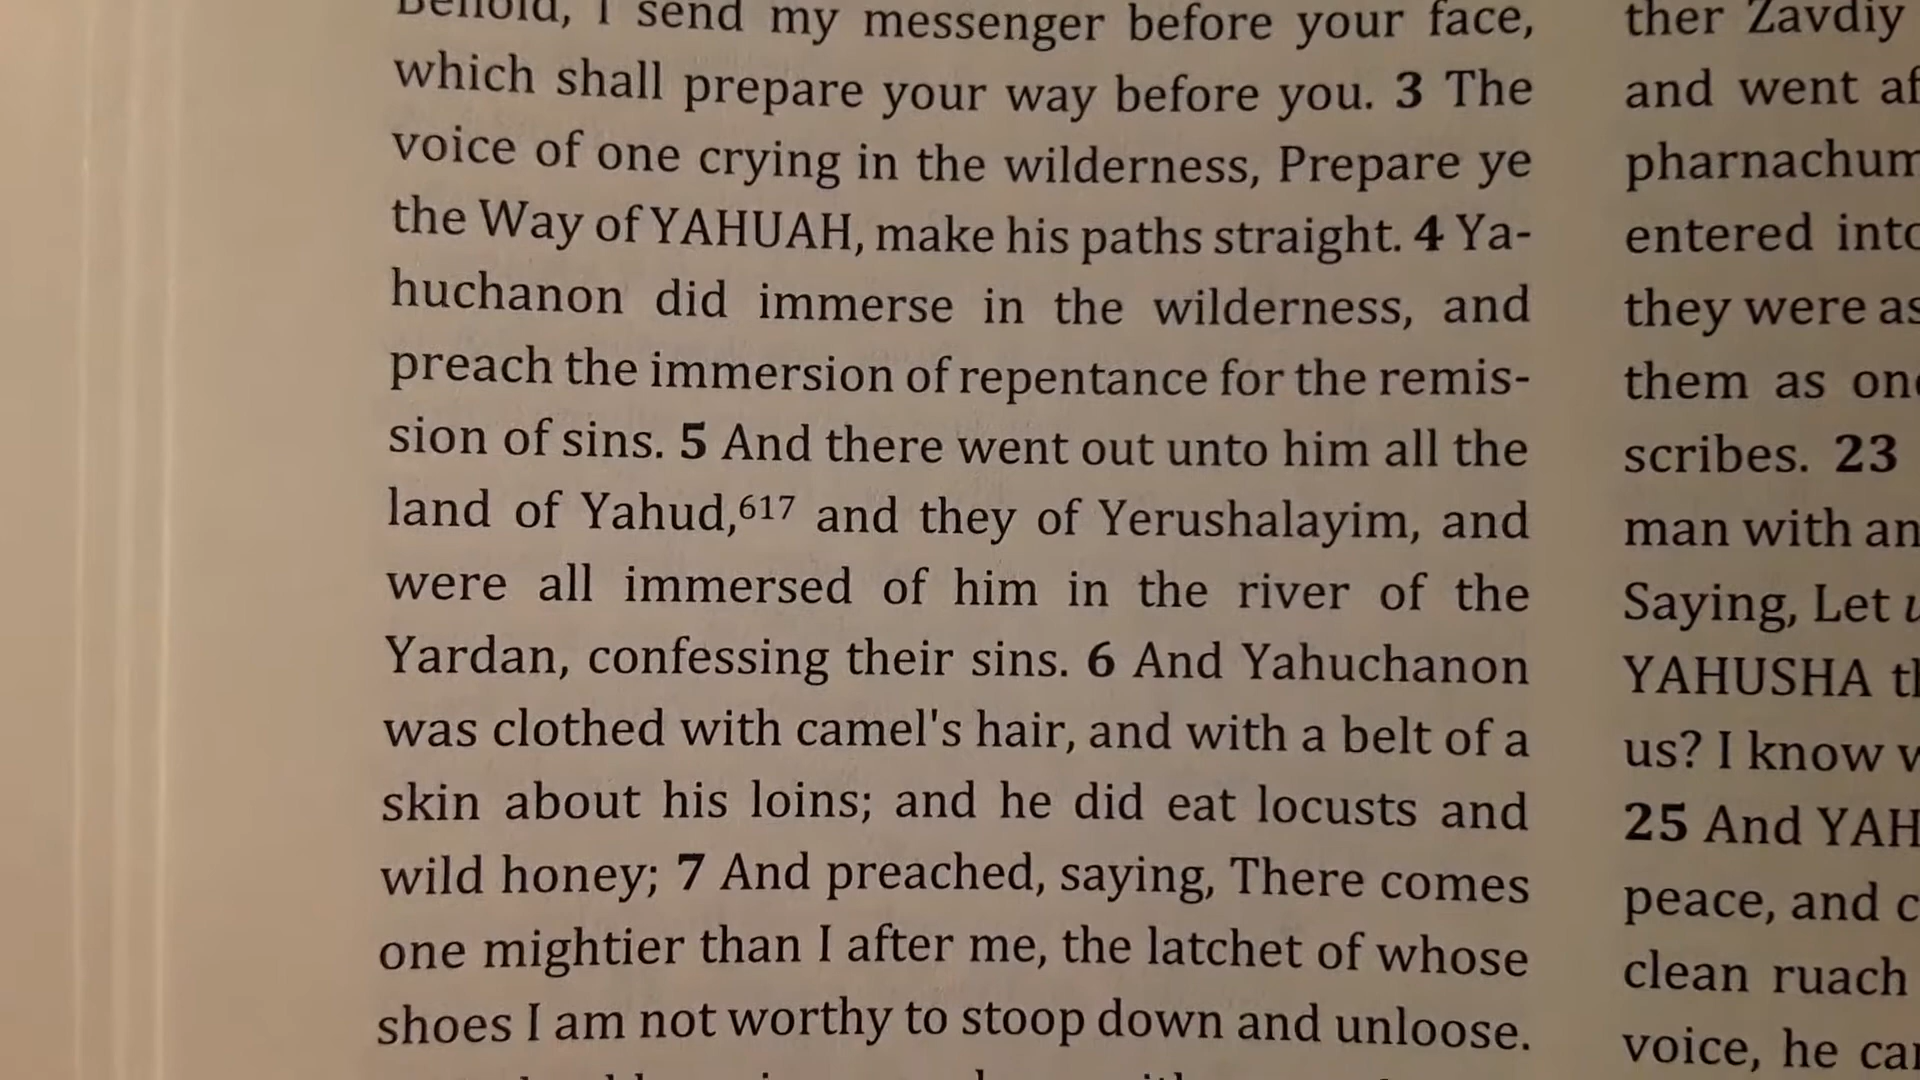 Behold, I send my messenger before your face,
which shall prepare your way before you. 3 The
voice of one crying in the wilderness, Prepare ye
the Way of YAHUAH, make his paths straight. 4 Ya-
huchanon did immerse in the wilderness, and
preach the immersion of repentance for the remis-
sion of sins. 5 And there went out unto him all the
land of Yahud,617 and they of Yerushalayim, and
were all immersed of him in the river of the
Yardan, confessing their sins. 6 And Yahuchanon
was clothed with camel's hair, and with a belt of a
skin about his loins; and he did eat locusts and
wild honey; 7 And preached, saying, There comes
one mightier than I after me, the latchet of whose
shoes I am not worthy to stoop down and unloose.
ther Zavdiy
and went
pharnachum
entered
they were
them as
scribes. 23
man with
Saying, Let
YAHUSHA
us? I know
25 And
peace, and
clean ruach
voice, he